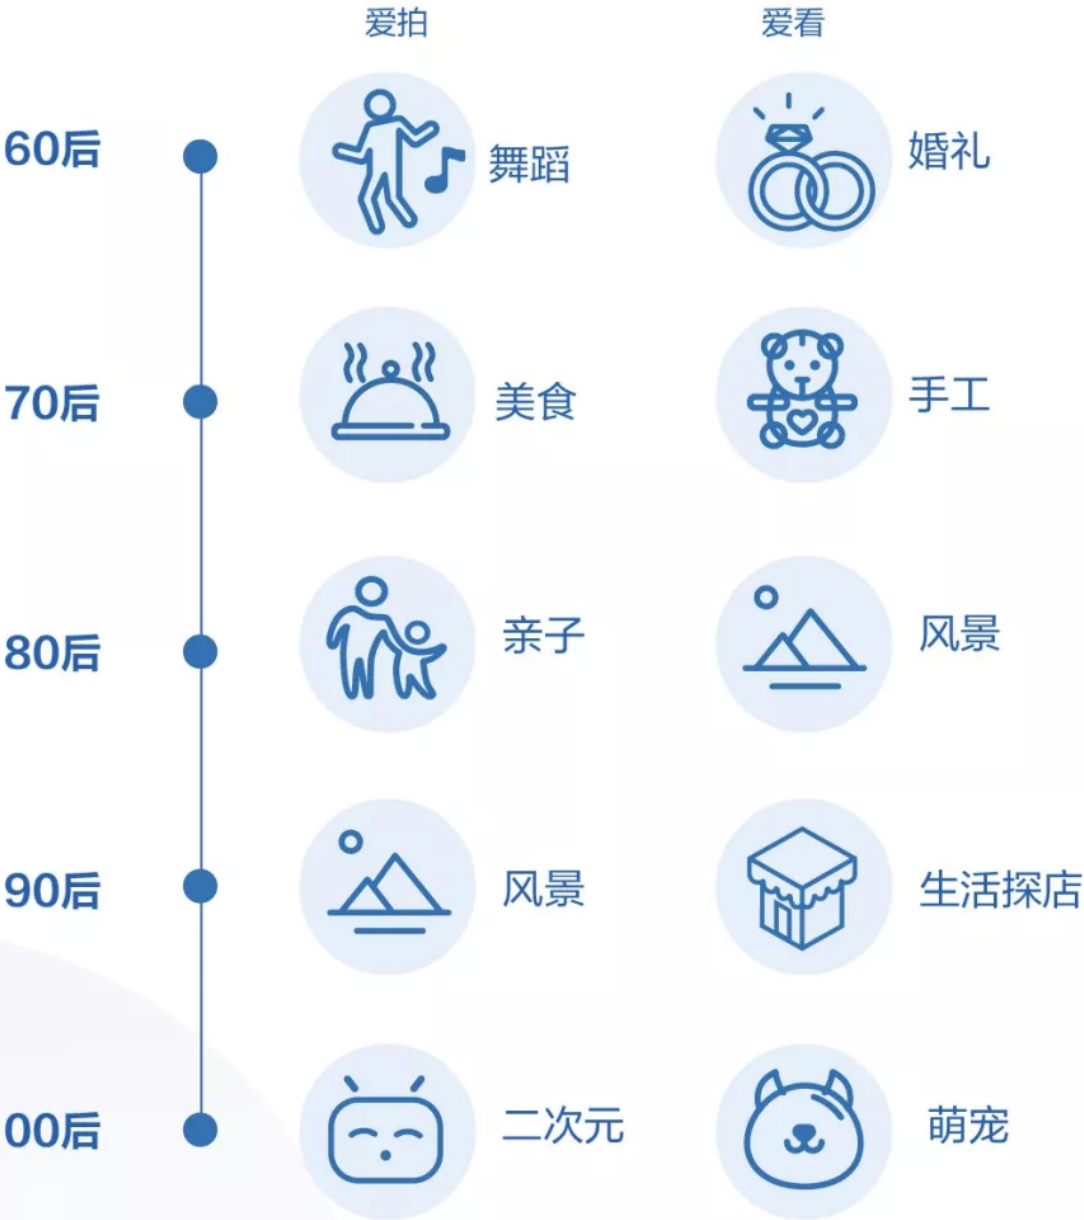 爱拍 爱看
60后 舞蹈 婚礼
70后 美食 手工
80后 亲子 风景
90后 风景 生活探店
00后 二次元 萌宠